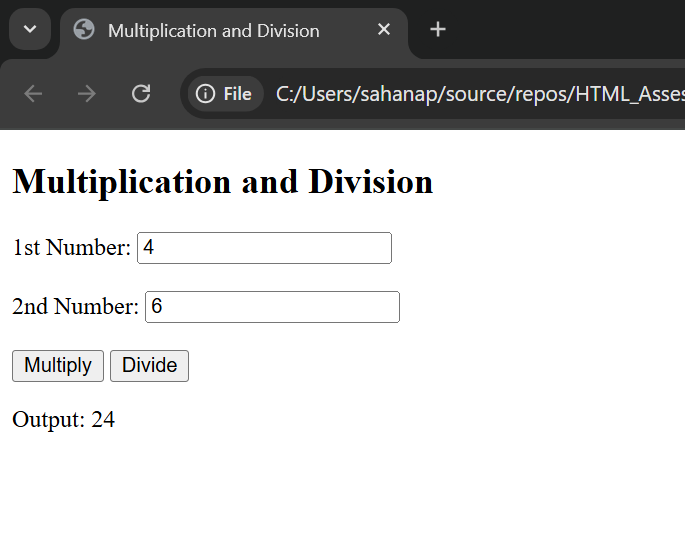 Multiplication and Division
File C:/Users/sahanap/source/repos/HTML_Asses
Multiplication and Division
1st Number: 4
2nd Number: 6
Multiply Divide
Output: 24